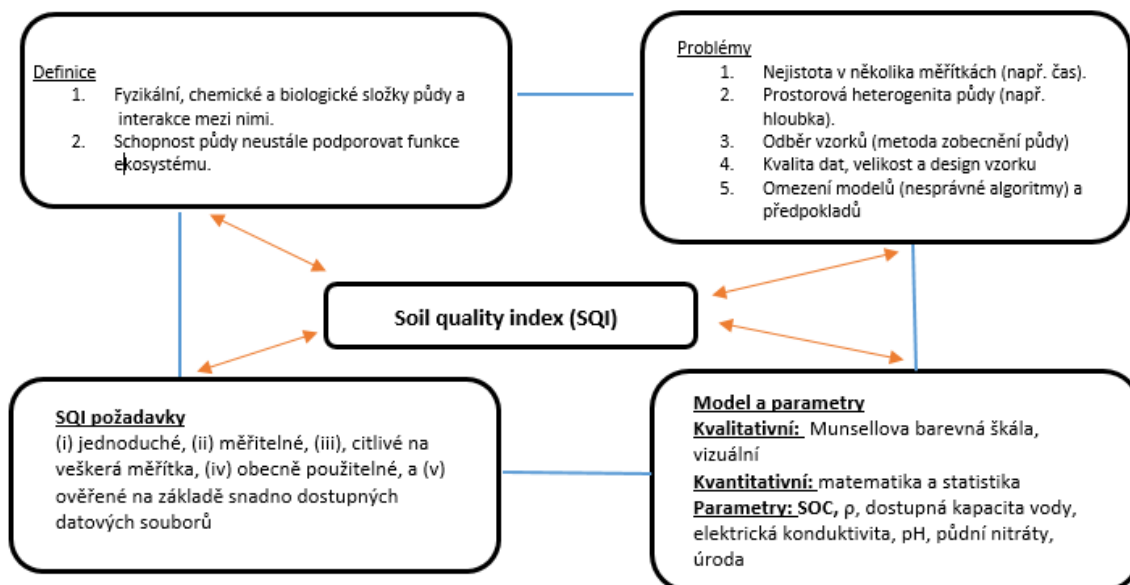 Definice
1. Fyzikální, chemické a biologické složky půdy a
interakce mezi nimi.
2. Schopnost půdy neustále podporovat funkce
ekosystému.
Problémy
1. Nejistota v několika měřítkách (např. čas).
2. Prostorová heterogenita půdy (např.
hloubka).
3. Odběr vzorků (metoda zobecnění půdy)
4. Kvalita dat, velikost a design vzorku
5. Omezení modelů (nesprávné algoritmy) a
předpokladů
Soil quality index (SQI)
SQI požadavky
(i) jednoduché, (ii) měřitelné, (iii), citlivé na
veškerá měřítka, (iv) obecně použitelné, a (v)
ověřené na základě snadno dostupných
datových souborů
Model a parametry
Kvalitativní: Munsellova barevná škála,
vizuální
Kvantitativní: matematika a statistika
Parametry: SOC, ρ, dostupná kapacita vody,
elektrická konduktivita, pH, půdní nitráty,
úroda